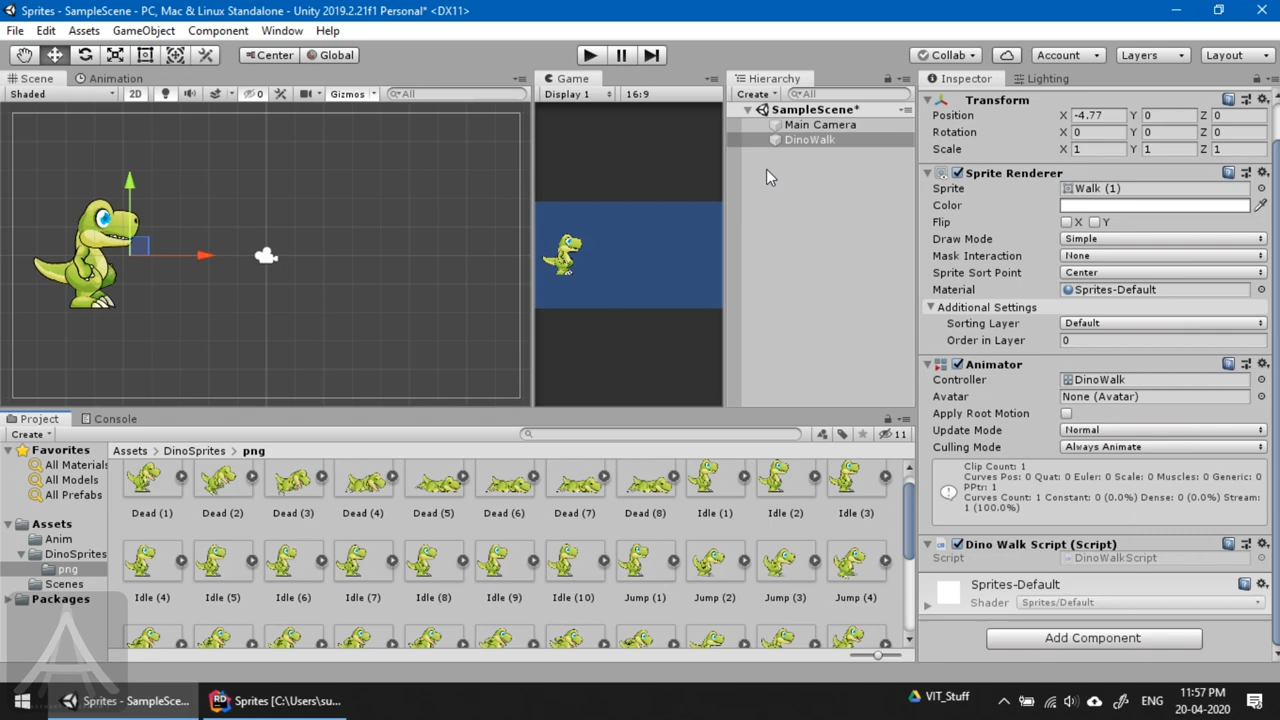 Sprites - SampleScene - PC, Mac & Linux Standalone - Unity 2019.2.21f1 Personal* <DX11>
File Edit Assets GameObject Component Window Help
Center Global Collab Account Layers Layout
Scene Animation
Shaded 2D 0 Gizmos All
Game
Display 1 16:9
Hierarchy
Create All
SampleScene*
Main Camera
DinoWalk
Inspector Lighting
Transform
Position X -4.77 Y 0 Z 0
Rotation X 0 Y 0 Z 0
Scale X 1 Y 1 Z 1
Sprite Renderer
Sprite Walk (1)
Color
Flip X Y
Draw Mode Simple
Mask Interaction None
Sprite Sort Point Center
Material Sprites-Default
Additional Settings
Sorting Layer Default
Order in Layer 0
Animator
Controller DinoWalk
Avatar None (Avatar)
Apply Root Motion
Update Mode Normal
Culling Mode Always Animate
Clip Count: 1
Curves Pos: 0 Quat: 0 Euler: 0 Scale: 0 Muscles: 0 Generic: 0
PPtr: 1
Curves Count: 1 Constant: 0 (0.0%) Dense: 0 (0.0%) Stream:
1 (100.0%)
Dino Walk Script (Script)
Script DinoWalkScript
Sprites-Default
Shader Sprites/Default
Add Component
Project Console
Create 11
Favorites
All Materials
All Models
All Prefabs
Assets
Anim
DinoSprites
png
Scenes
Packages
Assets DinoSprites png
Dead (1) Dead (2) Dead (3) Dead (4) Dead (5) Dead (6) Dead (7) Dead (8) Idle (1) Idle (2) Idle (3)
Idle (4) Idle (5) Idle (6) Idle (7) Idle (8) Idle (9) Idle (10) Jump (1) Jump (2) Jump (3) Jump (4)
Sprites - SampleSce... Sprites [C:\Users\su... VIT_Stuff ENG 11:57 PM
20-04-2020